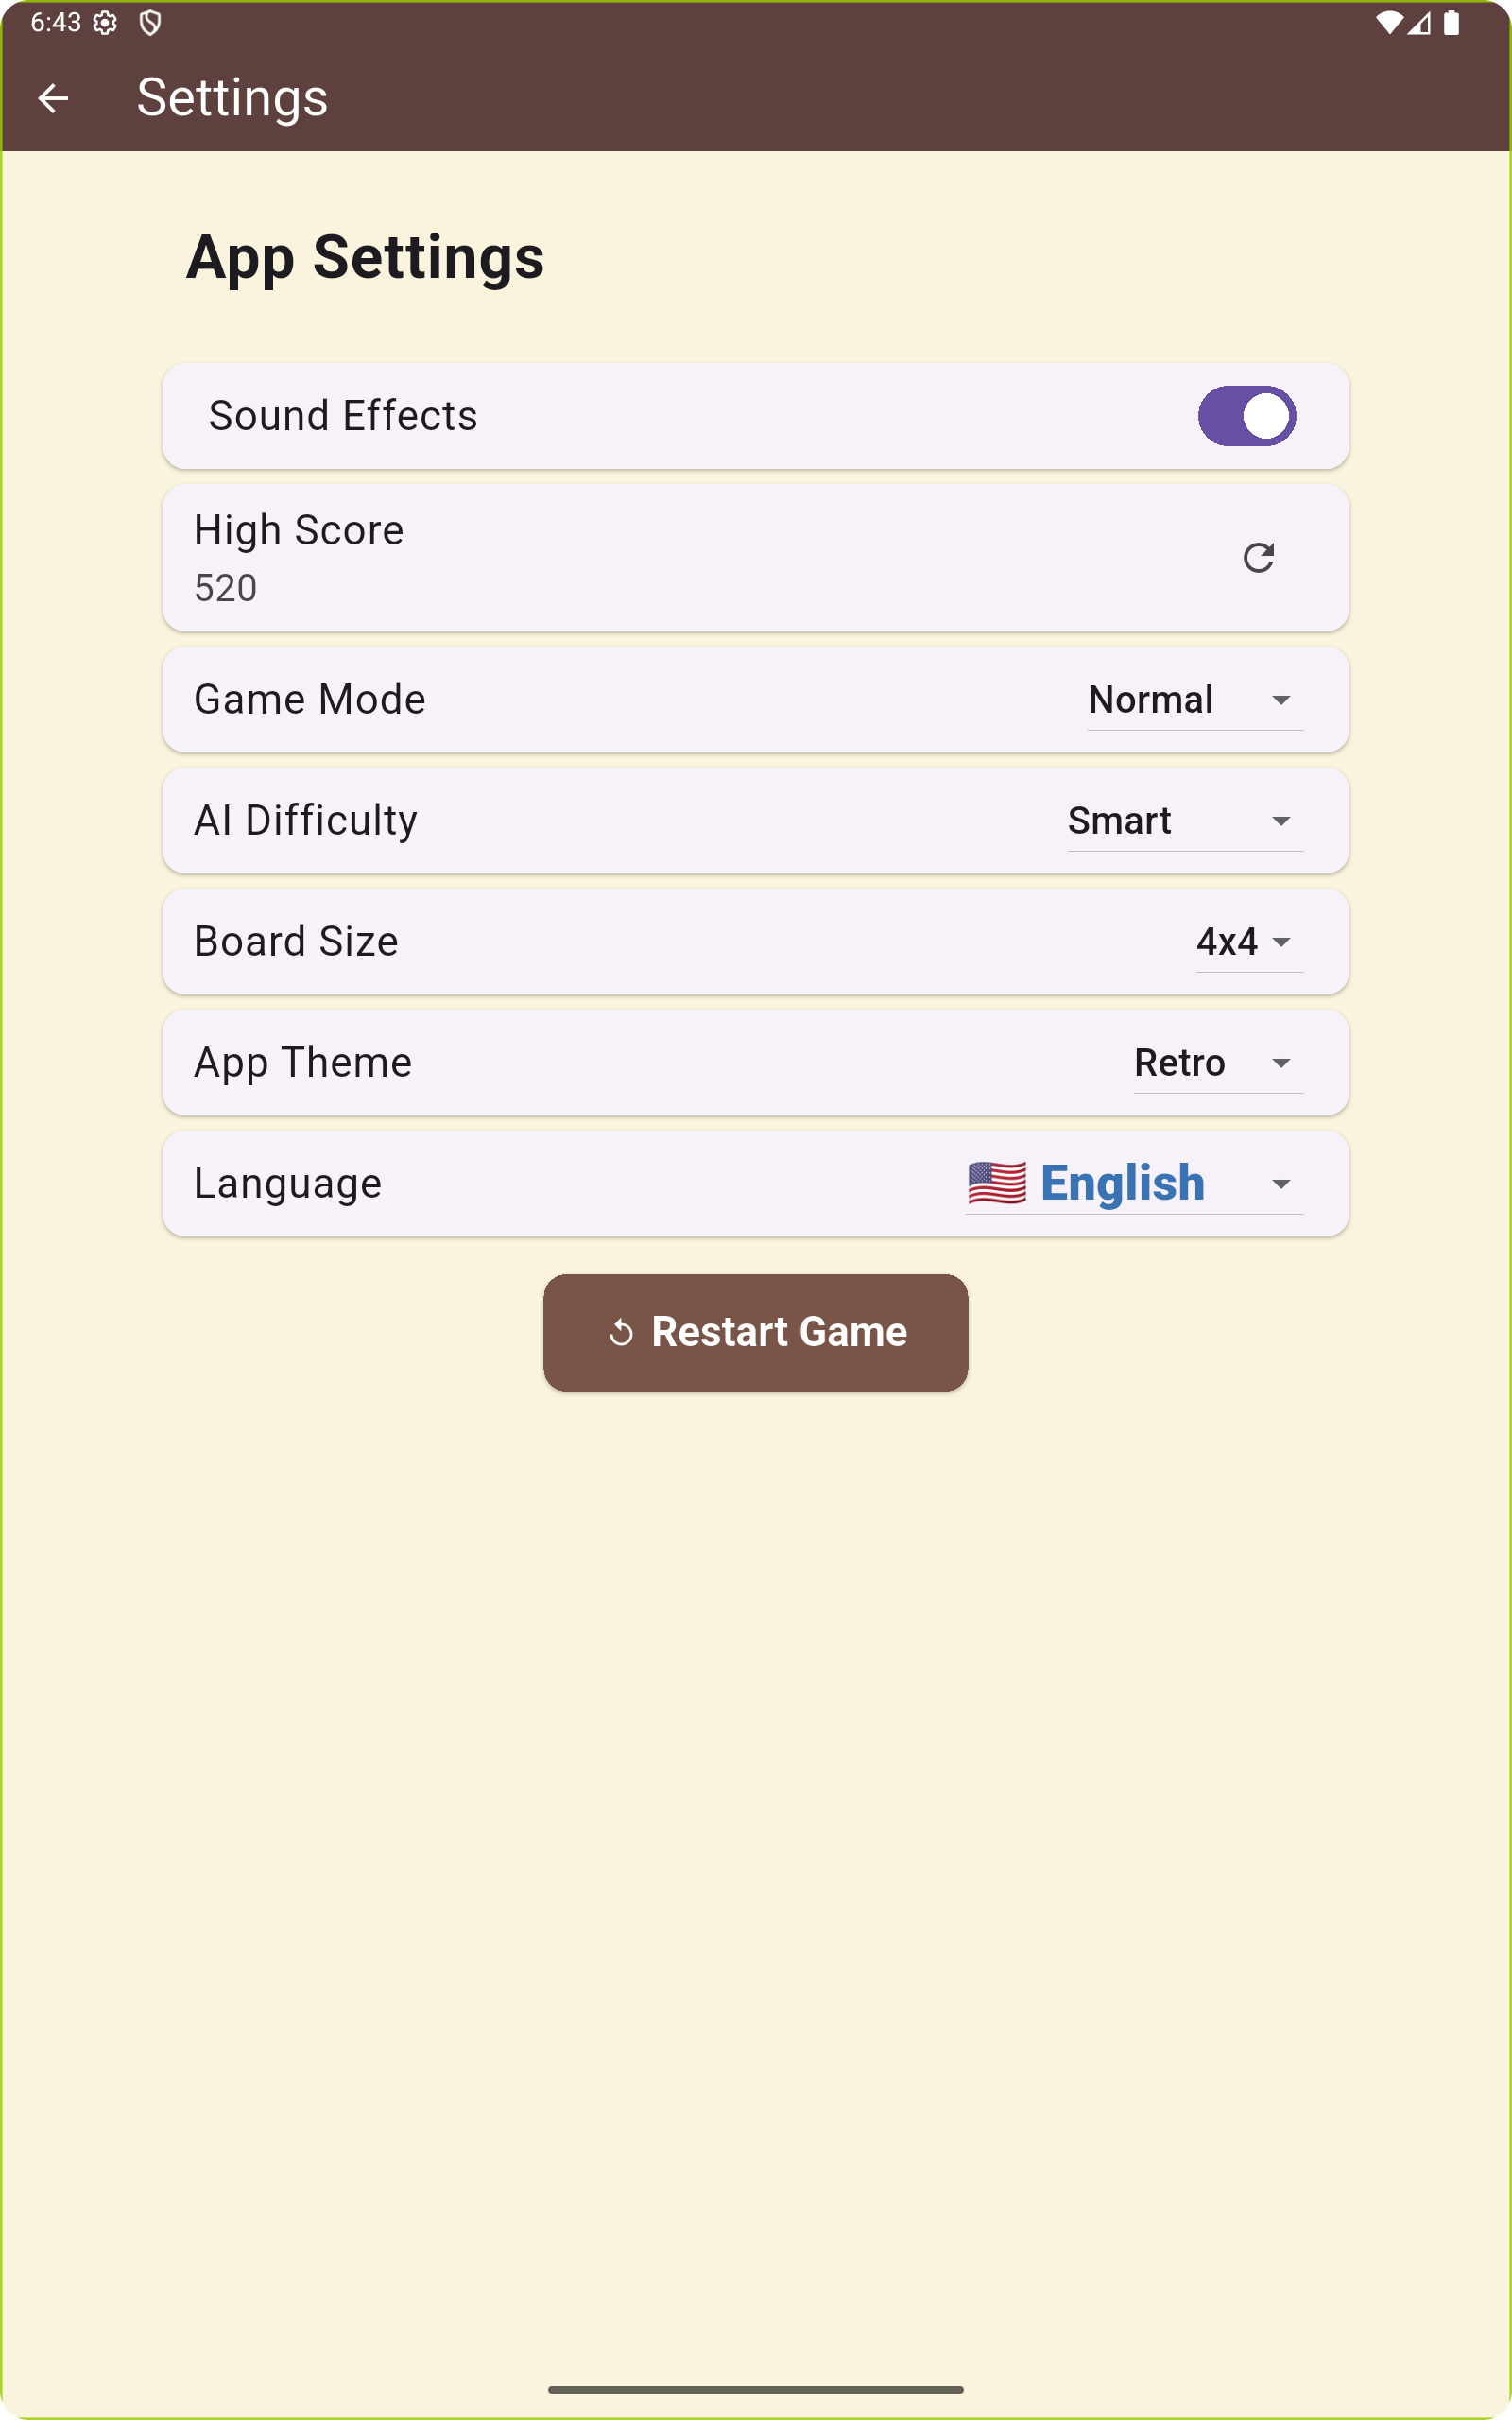 6:43
Settings
App Settings
Sound Effects
High Score
520
Game Mode
Normal
AI Difficulty
Smart
Board Size
4x4
App Theme
Retro
Language
🇺🇸 English
Restart Game